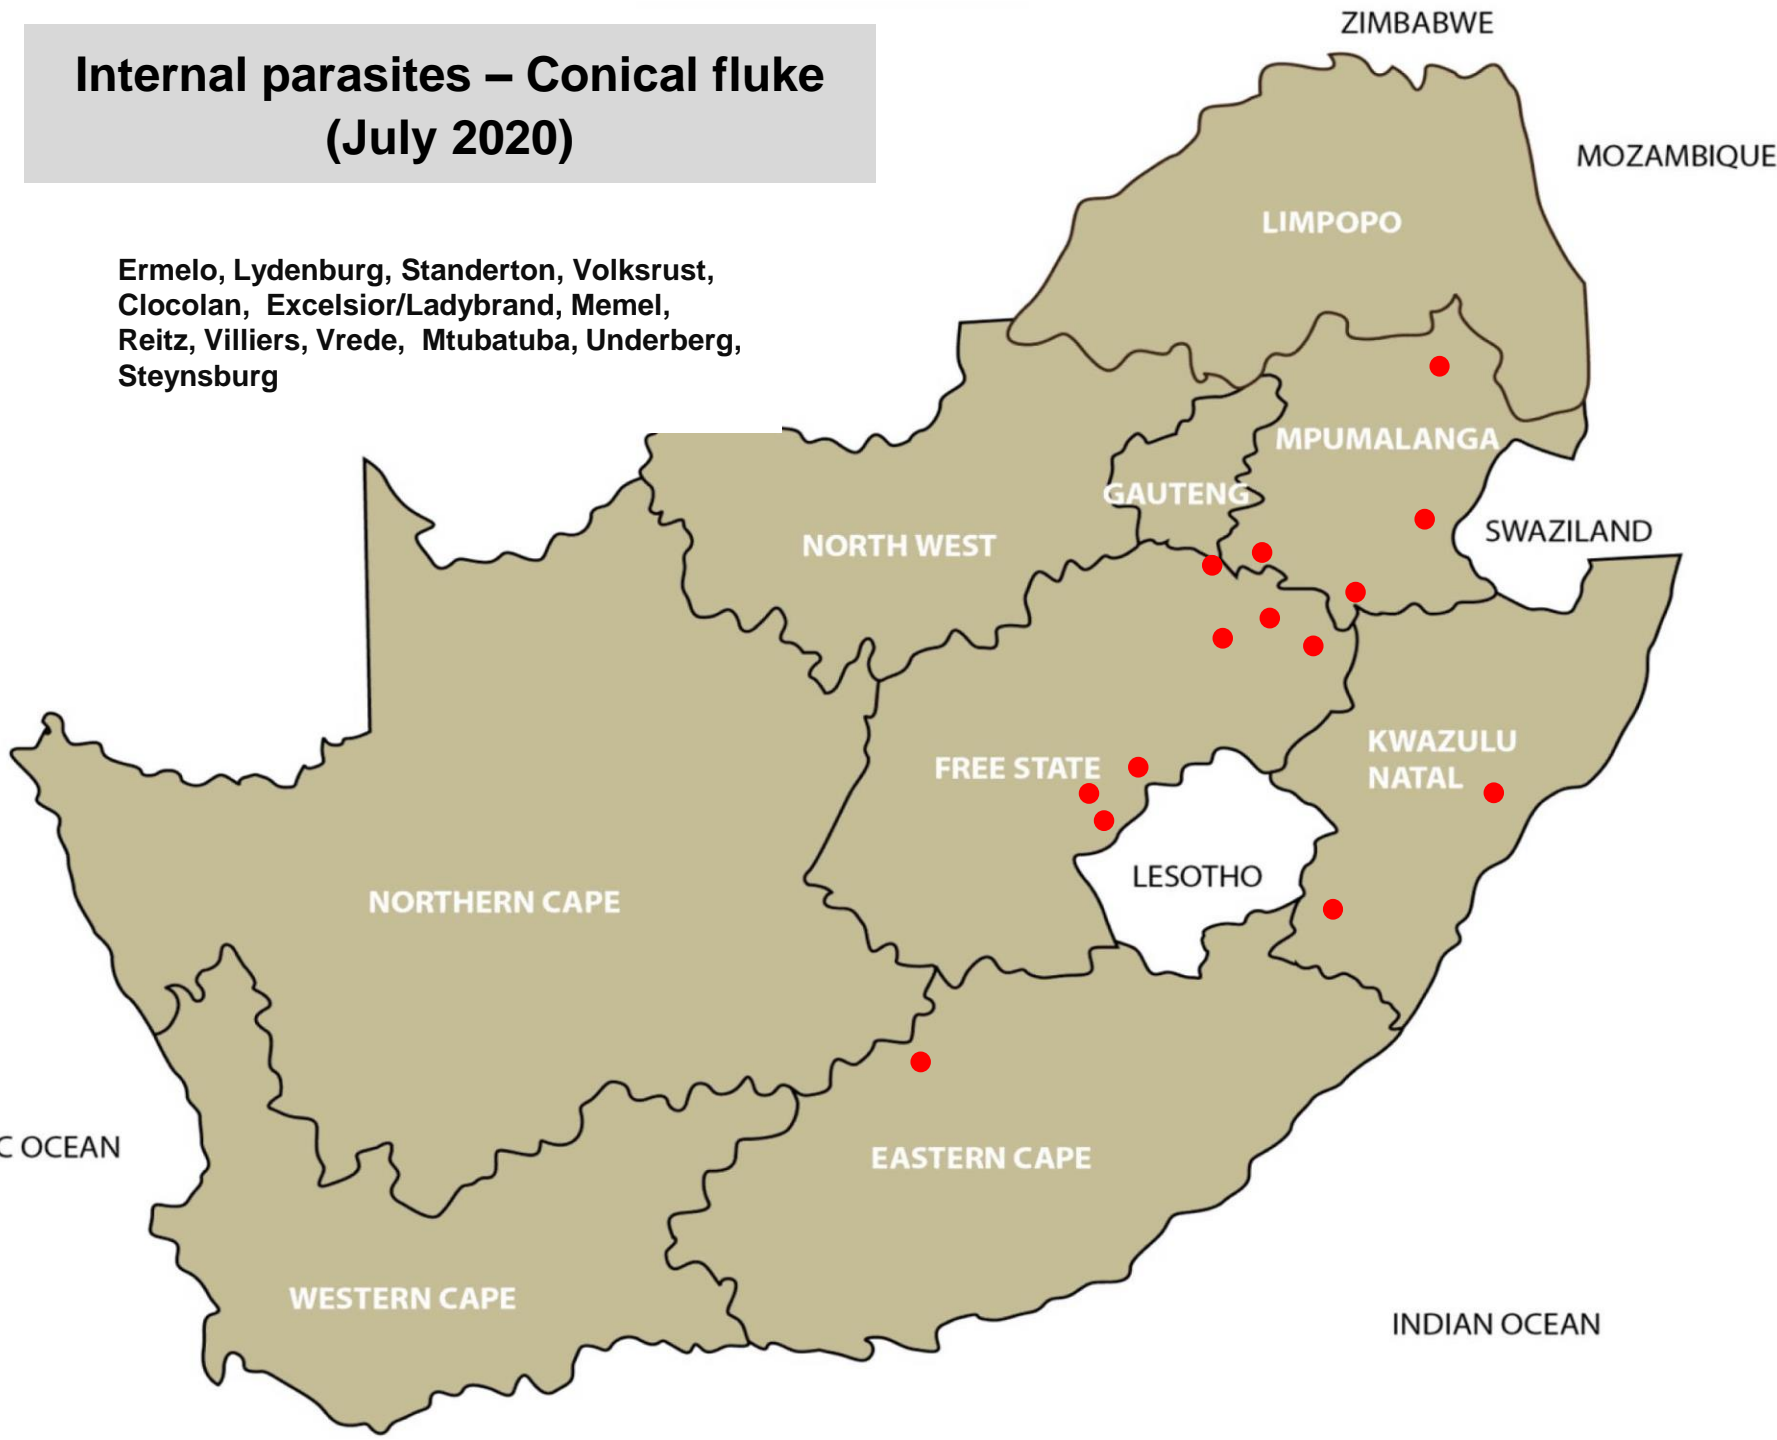 Internal parasites – Conical fluke
(July 2020)
Ermelo, Lydenburg, Standerton, Volksrust,
Clocolan, Excelsior/Ladybrand, Memel,
Reitz, Villiers, Vrede, Mtubatuba, Underberg,
Steynsburg
ZIMBABWE
MOZAMBIQUE
LIMPOPO
MPUMALANGA
GAUTENG
SWAZILAND
NORTH WEST
KWAZULU
NATAL
FREE STATE
LESOTHO
NORTHERN CAPE
C OCEAN
EASTERN CAPE
WESTERN CAPE
INDIAN OCEAN